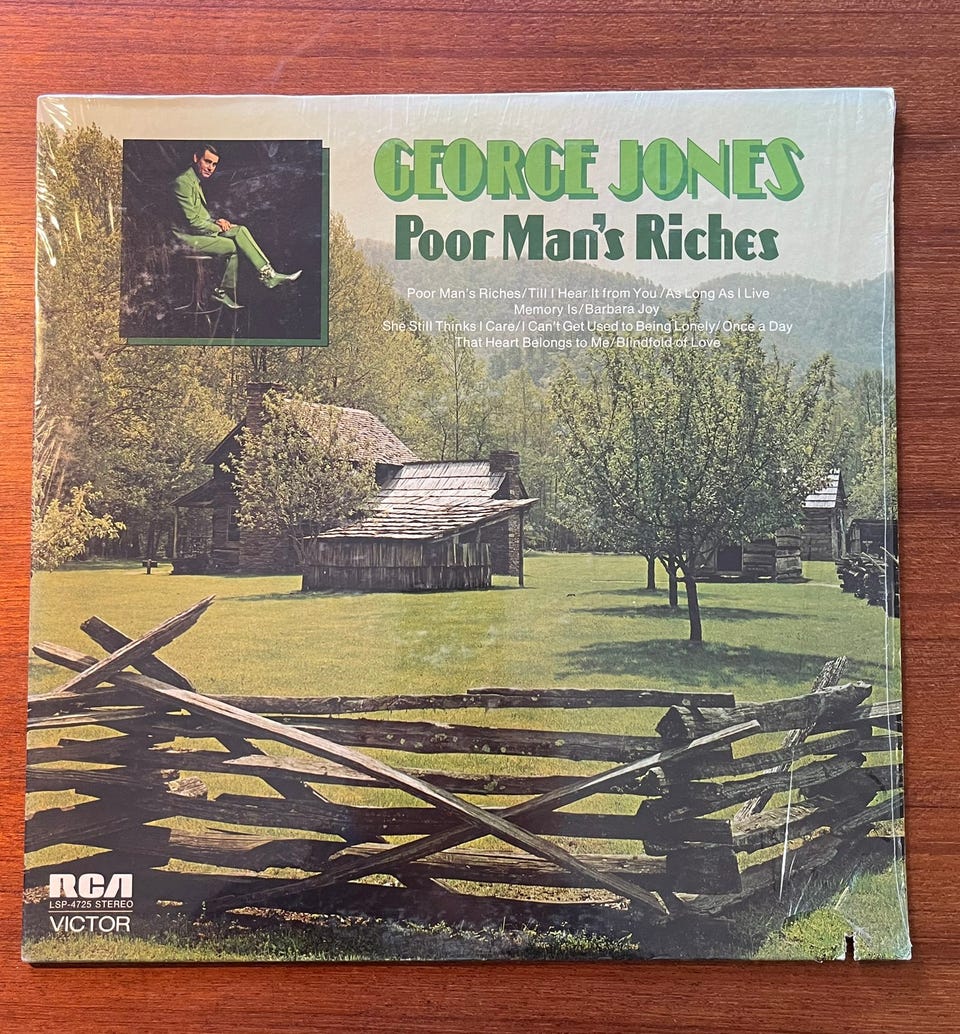 GEORGE JONES
Poor Man's Riches
Poor Man's Riches/Till I Hear It from You/As Long As I Live
Memory Is/Barbara Joy
She Still Thinks I Care/I Can't Get Used to Being Lonely/Once a Day
That Heart Belongs to Me/Blindfold of Love
RCA
LSP-4725 STEREO
VICTOR